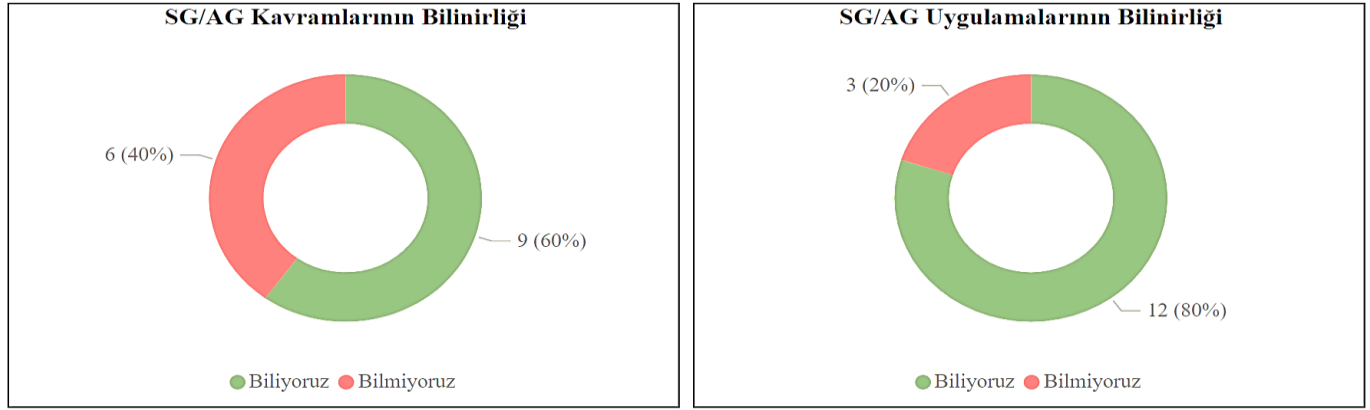 SG/AG Kavramlarının Bilinirliği
6 (40%)
9 (60%)
Biliyoruz Bilmiyoruz
SG/AG Uygulamalarının Bilinirliği
3 (20%)
12 (80%)
Biliyoruz Bilmiyoruz